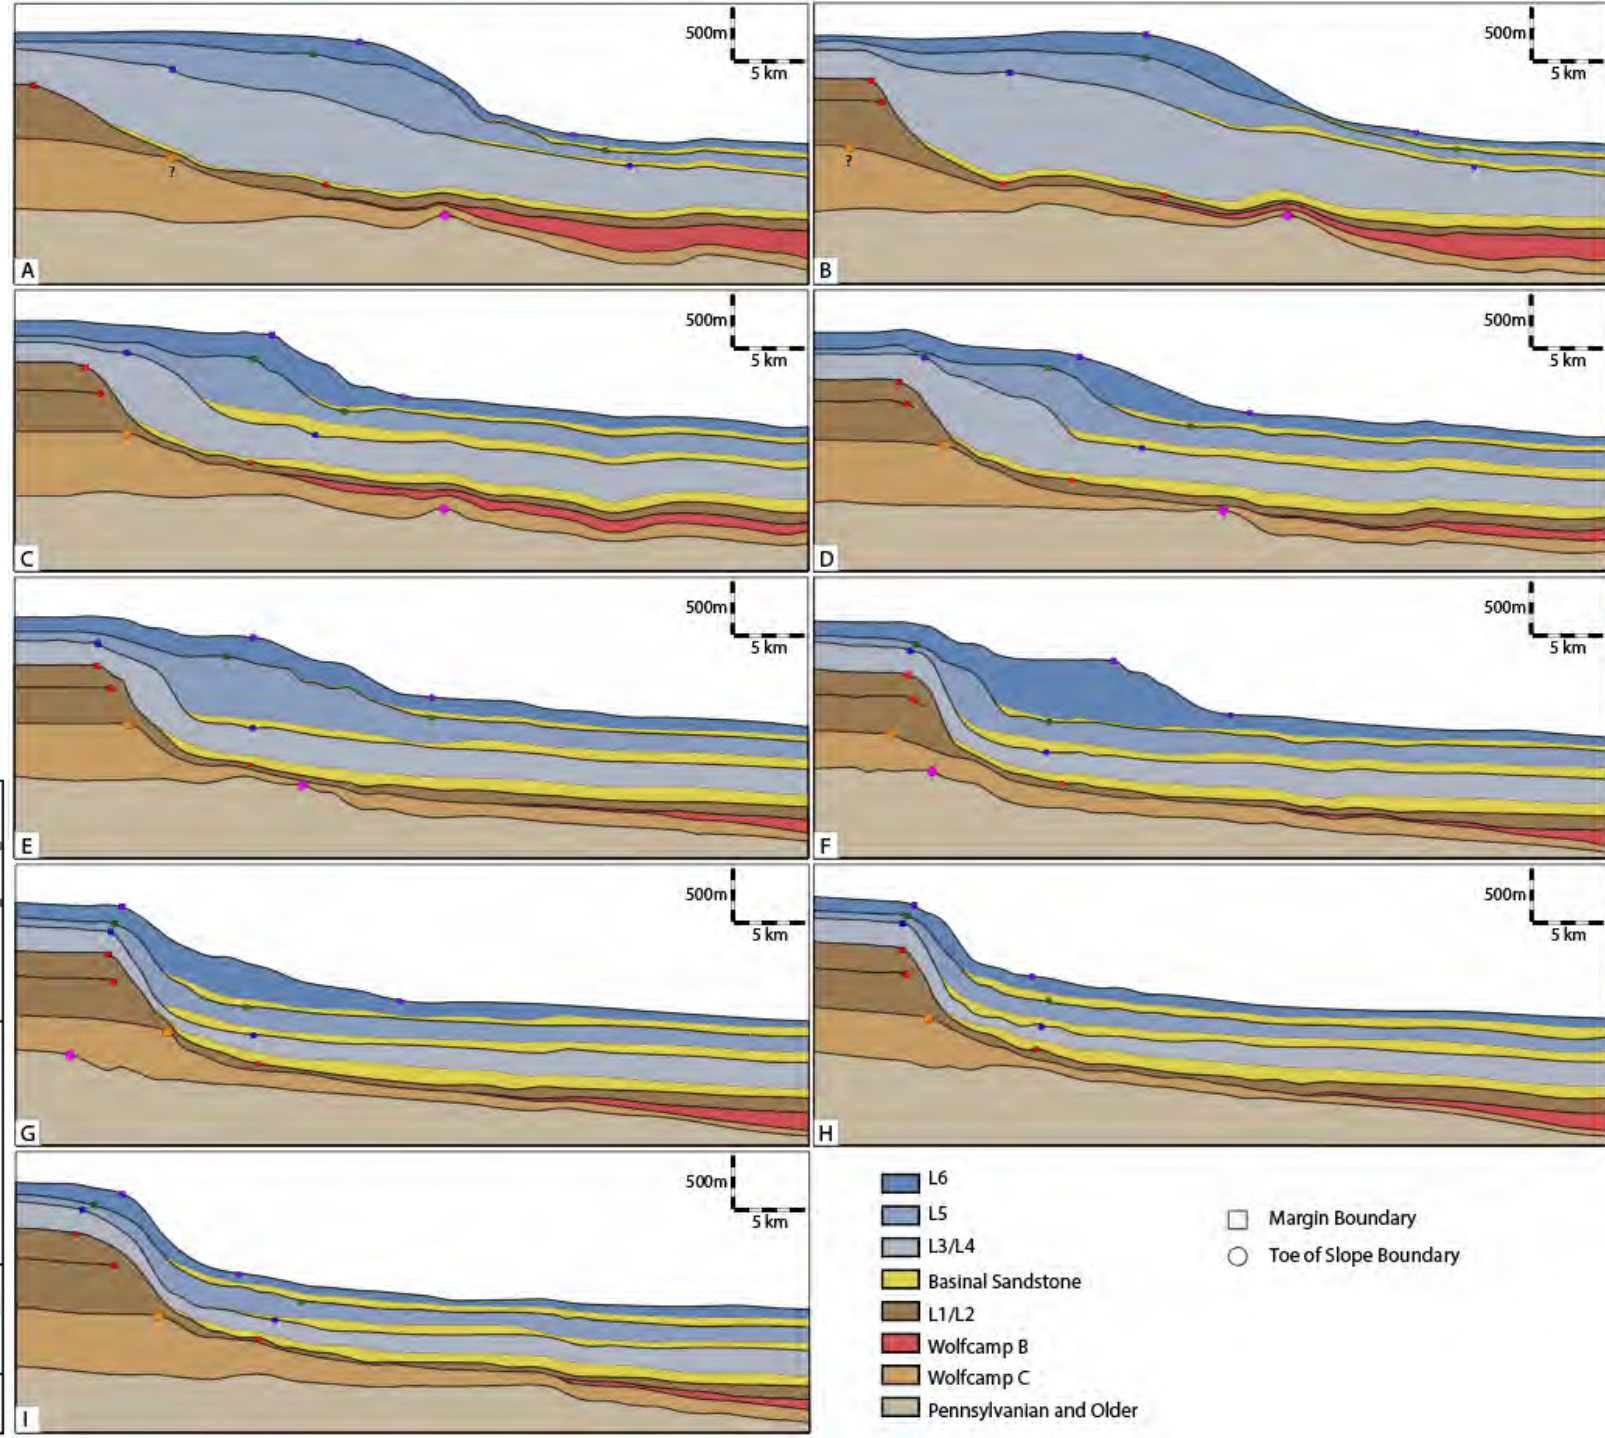 500m
5 km
?
A
500m
5 km
?
B
500m
5 km
C
500m
5 km
D
500m
5 km
E
500m
5 km
F
500m
5 km
G
500m
5 km
H
500m
5 km
I
L6
L5
L3/L4
Basinal Sandstone
L1/L2
Wolfcamp B
Wolfcamp C
Pennsylvanian and Older
Margin Boundary
Toe of Slope Boundary